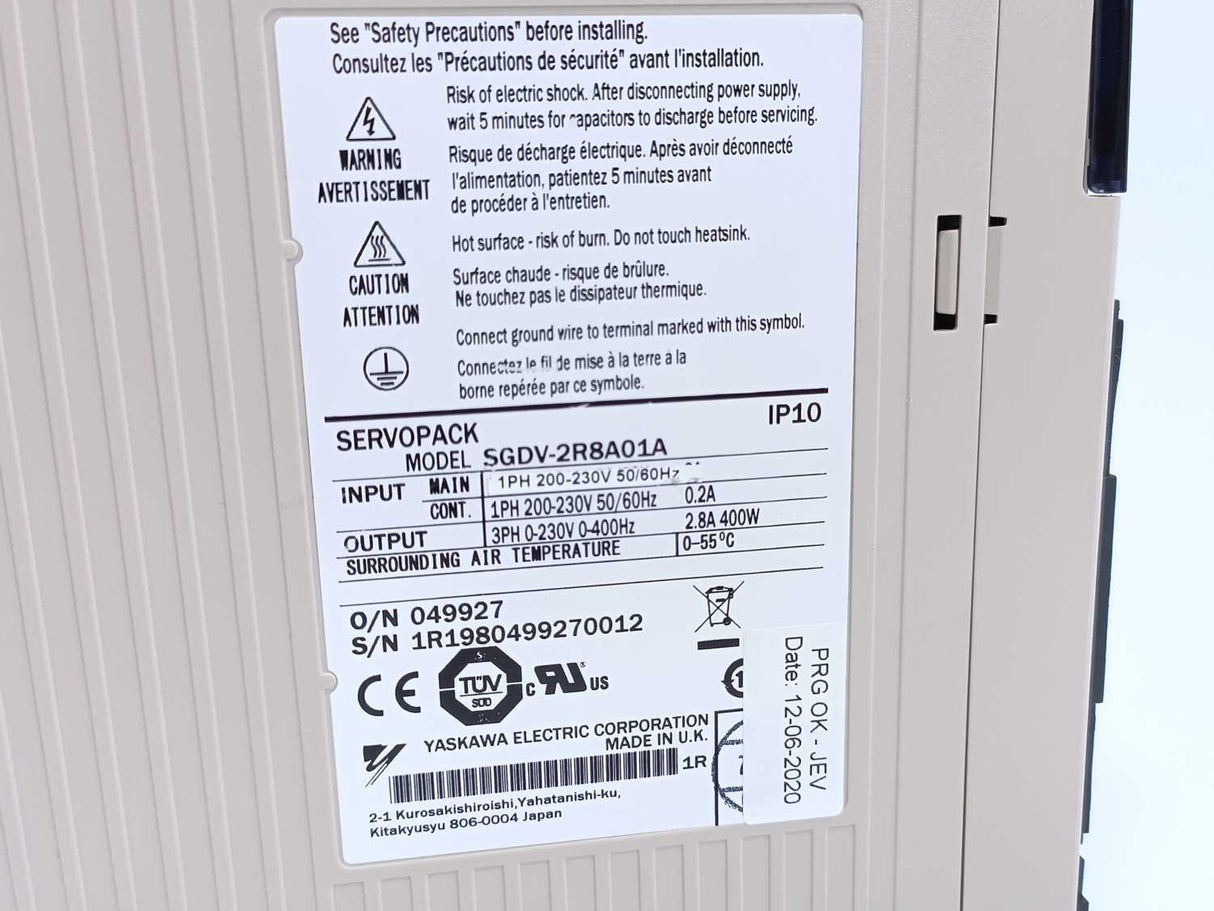 See "Safety Precautions" before installing.
Consultez les "Précautions de sécurité" avant l'installation.
Risk of electric shock. After disconnecting power supply,
wait 5 minutes for capacitors to discharge before servicing.
WARNING
AVERTISSEMENT
Risque de décharge électrique. Après avoir déconnecté
l'alimentation, patientez 5 minutes avant
de procéder à l'entretien.
Hot surface - risk of burn. Do not touch heatsink.
CAUTION
ATTENTION
Surface chaude - risque de brûlure.
Ne touchez pas le dissipateur thermique.
Connect ground wire to terminal marked with this symbol.
Connectez le fil de mise à la terre à la
borne repérée par ce symbole.
SERVOPACK IP10
MODEL SGDV-2R8A01A
INPUT MAIN 1PH 200-230V 50/60Hz
CONT. 1PH 200-230V 50/60Hz 0.2A
OUTPUT 3PH 0-230V 0-400Hz 2.8A 400W
SURROUNDING AIR TEMPERATURE 0-55°C
O/N 049927
S/N 1R1980499270012
CE TÜV SÜD c RU US
YASKAWA ELECTRIC CORPORATION
MADE IN U.K.
1R
2-1 Kurosakishiroishi,Yahatanishi-ku,
Kitakyusyu 806-0004 Japan
PRG OK - JEV
Date: 12-06-2020